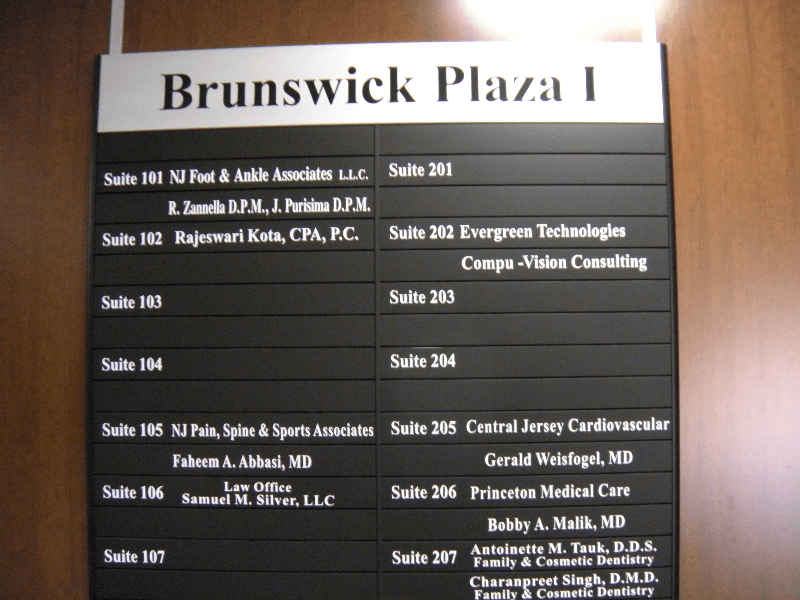 Brunswick Plaza I
Suite 101 NJ Foot & Ankle Associates L.L.C.
R. Zannella D.P.M., J. Purisima D.P.M.
Suite 102 Rajeswari Kota, CPA, P.C.
Suite 103
Suite 104
Suite 105 NJ Pain, Spine & Sports Associates
Faheem A. Abbasi, MD
Suite 106 Law Office
Samuel M. Silver, LLC
Suite 107
Suite 201
Suite 202 Evergreen Technologies
Compu -Vision Consulting
Suite 203
Suite 204
Suite 205 Central Jersey Cardiovascular
Gerald Weisfogel, MD
Suite 206 Princeton Medical Care
Bobby A. Malik, MD
Suite 207 Antoinette M. Tauk, D.D.S.
Family & Cosmetic Dentistry
Charanpreet Singh, D.M.D.
Family & Cosmetic Dentistry